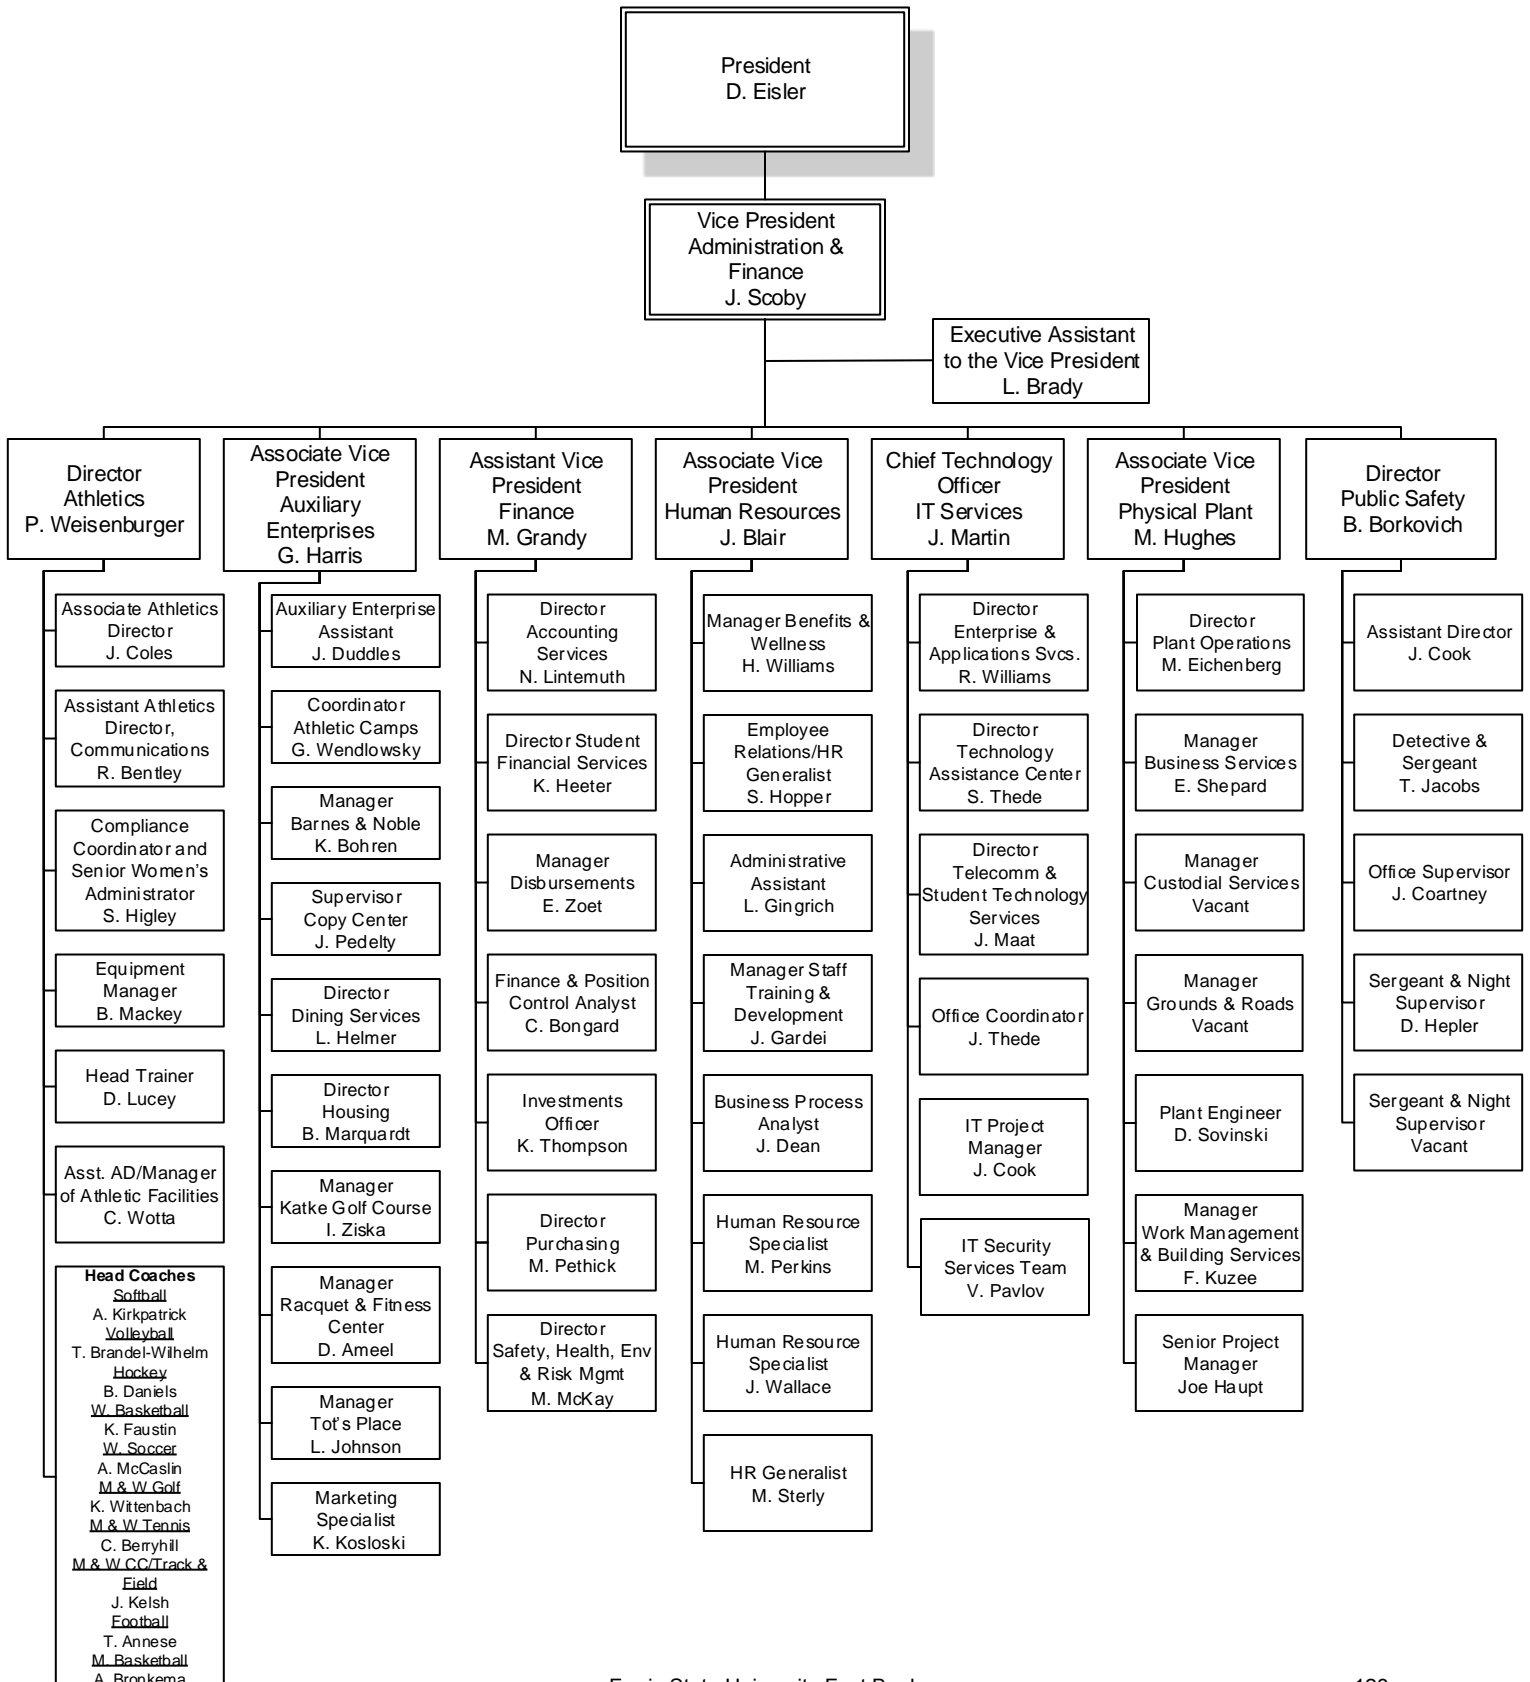 President
D. Eisler
Vice President
Administration &
Finance
J. Scoby
Executive Assistant
to the Vice President
L. Brady
Director
Athletics
P. Weisenburger
Associate Vice
President
Auxiliary
Enterprises
G. Harris
Assistant Vice
President
Finance
M. Grandy
Associate Vice
President
Human Resources
J. Blair
Chief Technology
Officer
IT Services
J. Martin
Associate Vice
President
Physical Plant
M. Hughes
Director
Public Safety
B. Borkovich
Associate Athletics
Director
J. Coles
Assistant Athletics
Director,
Communications
R. Bentley
Compliance
Coordinator and
Senior Women's
Administrator
S. Higley
Equipment
Manager
B. Mackey
Head Trainer
D. Lucey
Asst. AD/Manager
of Athletic Facilities
C. Wotta
Head Coaches
Softball
A. Kirkpatrick
Volleyball
T. Brandel-Wilhelm
Hockey
B. Daniels
W. Basketball
K. Faustin
W. Soccer
A. McCaslin
M & W Golf
K. Wittenbach
M & W Tennis
C. Berryhill
M & W CC/Track &
Field
J. Kelsh
Football
T. Annese
M. Basketball
A. Bronkema
Auxiliary Enterprise
Assistant
J. Duddles
Coordinator
Athletic Camps
G. Wendlowsky
Manager
Barnes & Noble
K. Bohren
Supervisor
Copy Center
J. Pedelty
Director
Dining Services
L. Helmer
Director
Housing
B. Marquardt
Manager
Katke Golf Course
I. Ziska
Manager
Racquet & Fitness
Center
D. Ameel
Manager
Tot's Place
L. Johnson
Marketing
Specialist
K. Kosloski
Director
Accounting
Services
N. Lintemuth
Director Student
Financial Services
K. Heeter
Manager
Disbursements
E. Zoet
Finance & Position
Control Analyst
C. Bongard
Investments
Officer
K. Thompson
Director
Purchasing
M. Pethick
Director
Safety, Health, Env
& Risk Mgmt
M. McKay
Manager Benefits &
Wellness
H. Williams
Employee
Relations/HR
Generalist
S. Hopper
Administrative
Assistant
L. Gingrich
Manager Staff
Training &
Development
J. Gardei
Business Process
Analyst
J. Dean
Human Resource
Specialist
M. Perkins
Human Resource
Specialist
J. Wallace
HR Generalist
M. Sterly
Director
Enterprise &
Applications Svcs.
R. Williams
Director
Technology
Assistance Center
S. Thede
Director
Telecomm &
Student Technology
Services
J. Maat
Office Coordinator
J. Thede
IT Project
Manager
J. Cook
IT Security
Services Team
V. Pavlov
Director
Plant Operations
M. Eichenberg
Manager
Business Services
E. Shepard
Manager
Custodial Services
Vacant
Manager
Grounds & Roads
Vacant
Plant Engineer
D. Sovinski
Manager
Work Management
& Building Services
F. Kuzee
Senior Project
Manager
Joe Haupt
Assistant Director
J. Cook
Detective &
Sergeant
T. Jacobs
Office Supervisor
J. Coartney
Sergeant & Night
Supervisor
D. Hepler
Sergeant & Night
Supervisor
Vacant